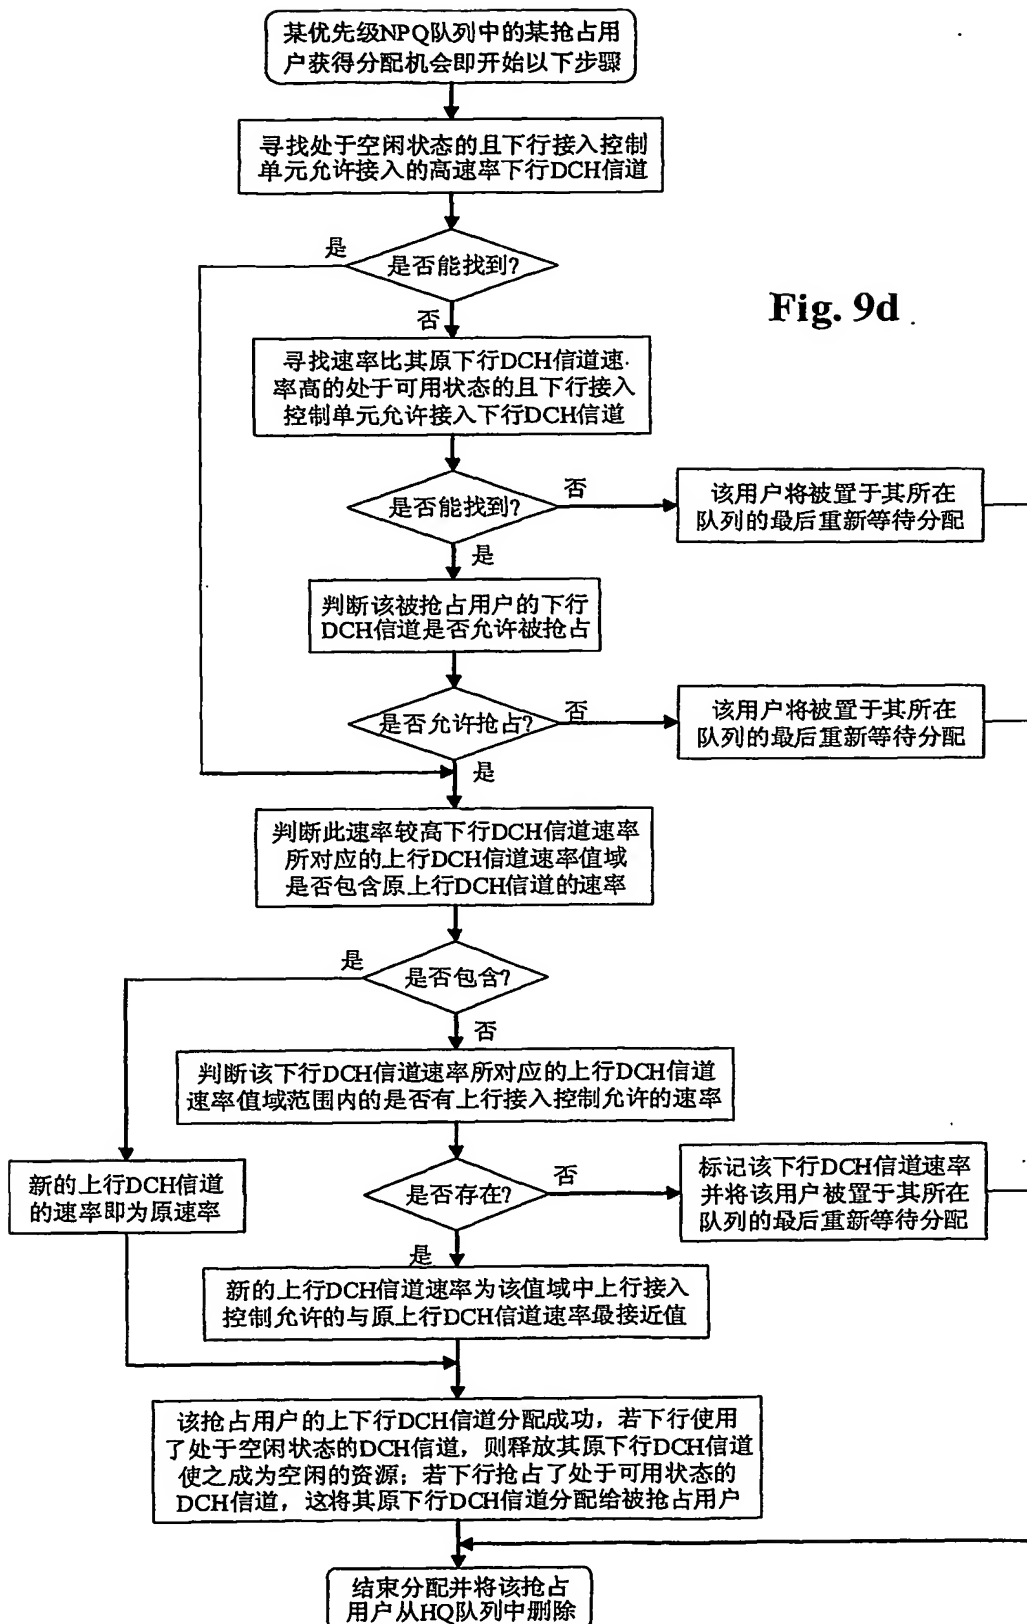 某优先级NPQ队列中的某抢占用
户获得分配机会即开始以下步骤
寻找处于空闲状态的且下行接入控制
单元允许接入的高速率下行DCH信道
是
是否能找到?
Fig. 9d
否
寻找速率比其原下行DCH信道速
率高的处于可用状态的且下行接入
控制单元允许接入下行DCH信道
是否能找到?
否
该用户将被置于其所在
队列的最后重新等待分配
是
判断该被抢占用户的下行
DCH信道是否允许被抢占
是否允许抢占?
否
该用户将被置于其所在
队列的最后重新等待分配
是
判断此速率较高下行DCH信道速率
所对应的上行DCH信道速率值域
是否包含原上行DCH信道的速率
是
是否包含?
否
判断该下行DCH信道速率所对应的上行DCH信道
速率值域范围内的是否有上行接入控制允许的速率
新的上行DCH信道
的速率即为原速率
是否存在?
否
标记该下行DCH信道速率
并将该用户被置于其所在
队列的最后重新等待分配
是
新的上行DCH信道速率为该值域中上行接入
控制允许的与原上行DCH信道速率最接近值
该抢占用户的上下行DCH信道分配成功，若下行使用
了处于空闲状态的DCH信道，则释放其原下行DCH信道
使之成为空闲的资源；若下行抢占了处于可用状态的
DCH信道，这将其原下行DCH信道分配给被抢占用户
结束分配并将该抢占
用户从HQ队列中删除